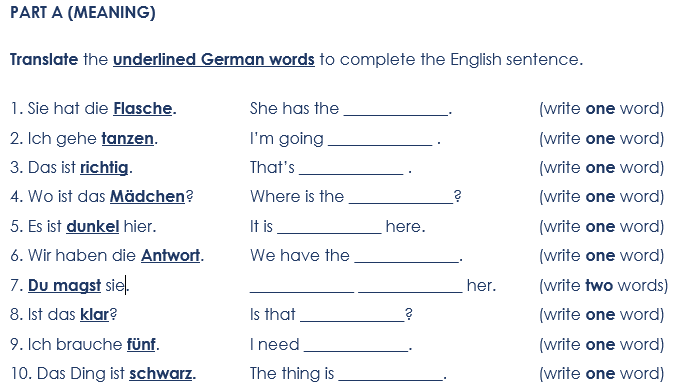 PART A (MEANING)
Translate the underlined German words to complete the English sentence.
1. Sie hat die Flasche. She has the _____________. (write one word)
2. Ich gehe tanzen. I'm going _____________ . (write one word)
3. Das ist richtig. That's _____________ . (write one word)
4. Wo ist das Mädchen? Where is the _____________? (write one word)
5. Es ist dunkel hier. It is _____________ here. (write one word)
6. Wir haben die Antwort. We have the _____________. (write one word)
7. Du magst sie. _____________ _____________ her. (write two words)
8. Ist das klar? Is that _____________? (write one word)
9. Ich brauche fünf. I need _____________. (write one word)
10. Das Ding ist schwarz. The thing is _____________. (write one word)